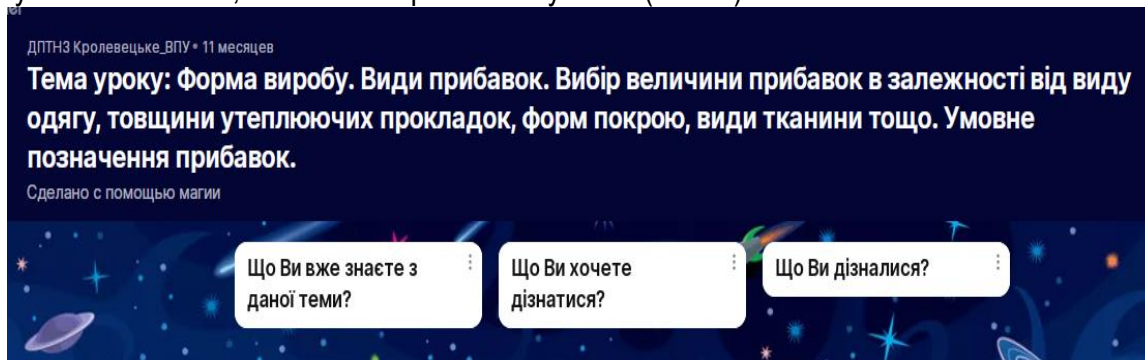 ДПТНЗ Кролевецьке_ВПУ • 11 месяцев
Тема уроку: Форма виробу. Види прибавок. Вибір величини прибавок в залежності від виду
одягу, товщини утеплюючих прокладок, форм покрою, види тканини тощо. Умовне
позначення прибавок.
Сделано с помощью магии
Що Ви вже знаєте з
даної теми?
Що Ви хочете
дізнатися?
Що Ви дізналися?